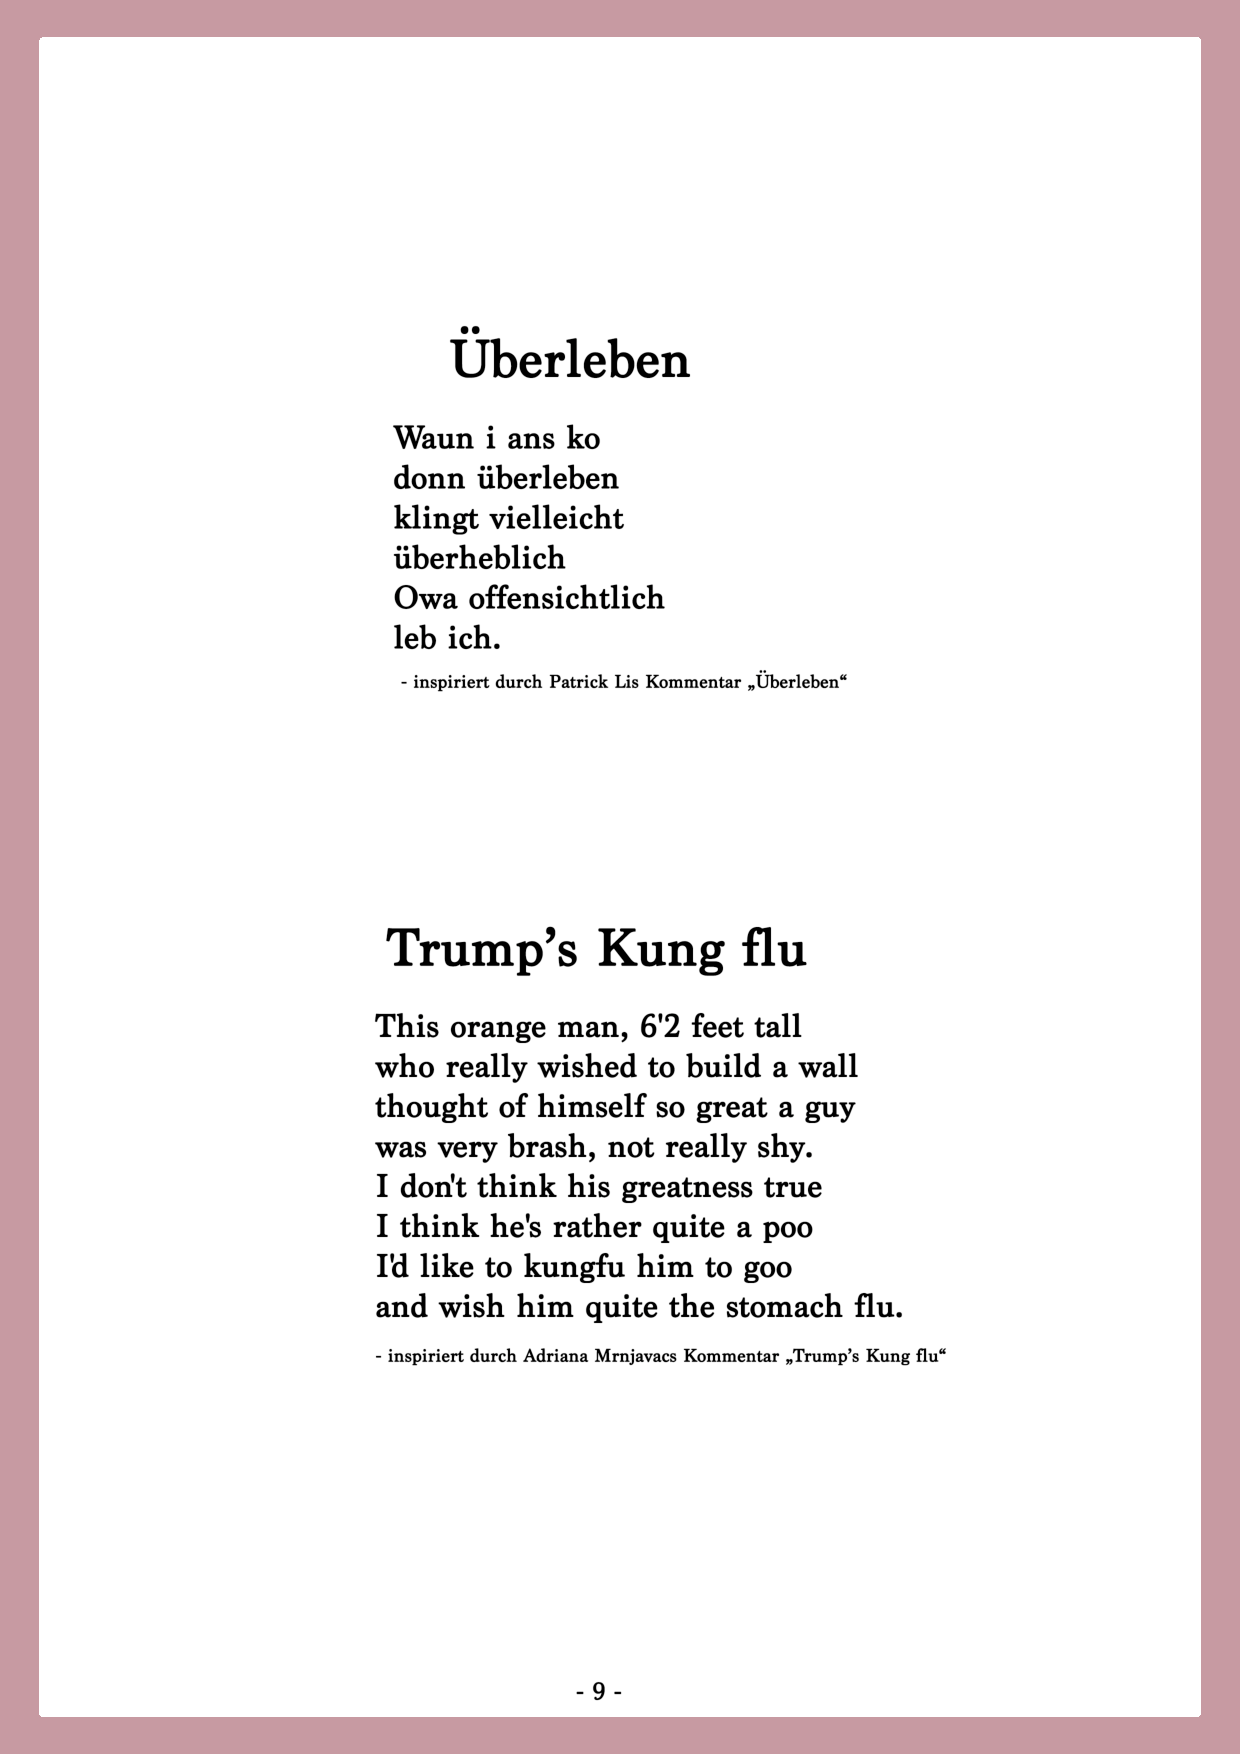 Überleben
Waun i ans ko
donn überleben
klingt vielleicht
überheblich
Owa offensichtlich
leb ich.
- inspiriert durch Patrick Lis Kommentar „Überleben“
Trump’s Kung flu
This orange man, 6'2 feet tall
who really wished to build a wall
thought of himself so great a guy
was very brash, not really shy.
I don't think his greatness true
I think he's rather quite a poo
I'd like to kungfu him to goo
and wish him quite the stomach flu.
- inspiriert durch Adriana Mrnjavacs Kommentar „Trump’s Kung flu“
- 9 -